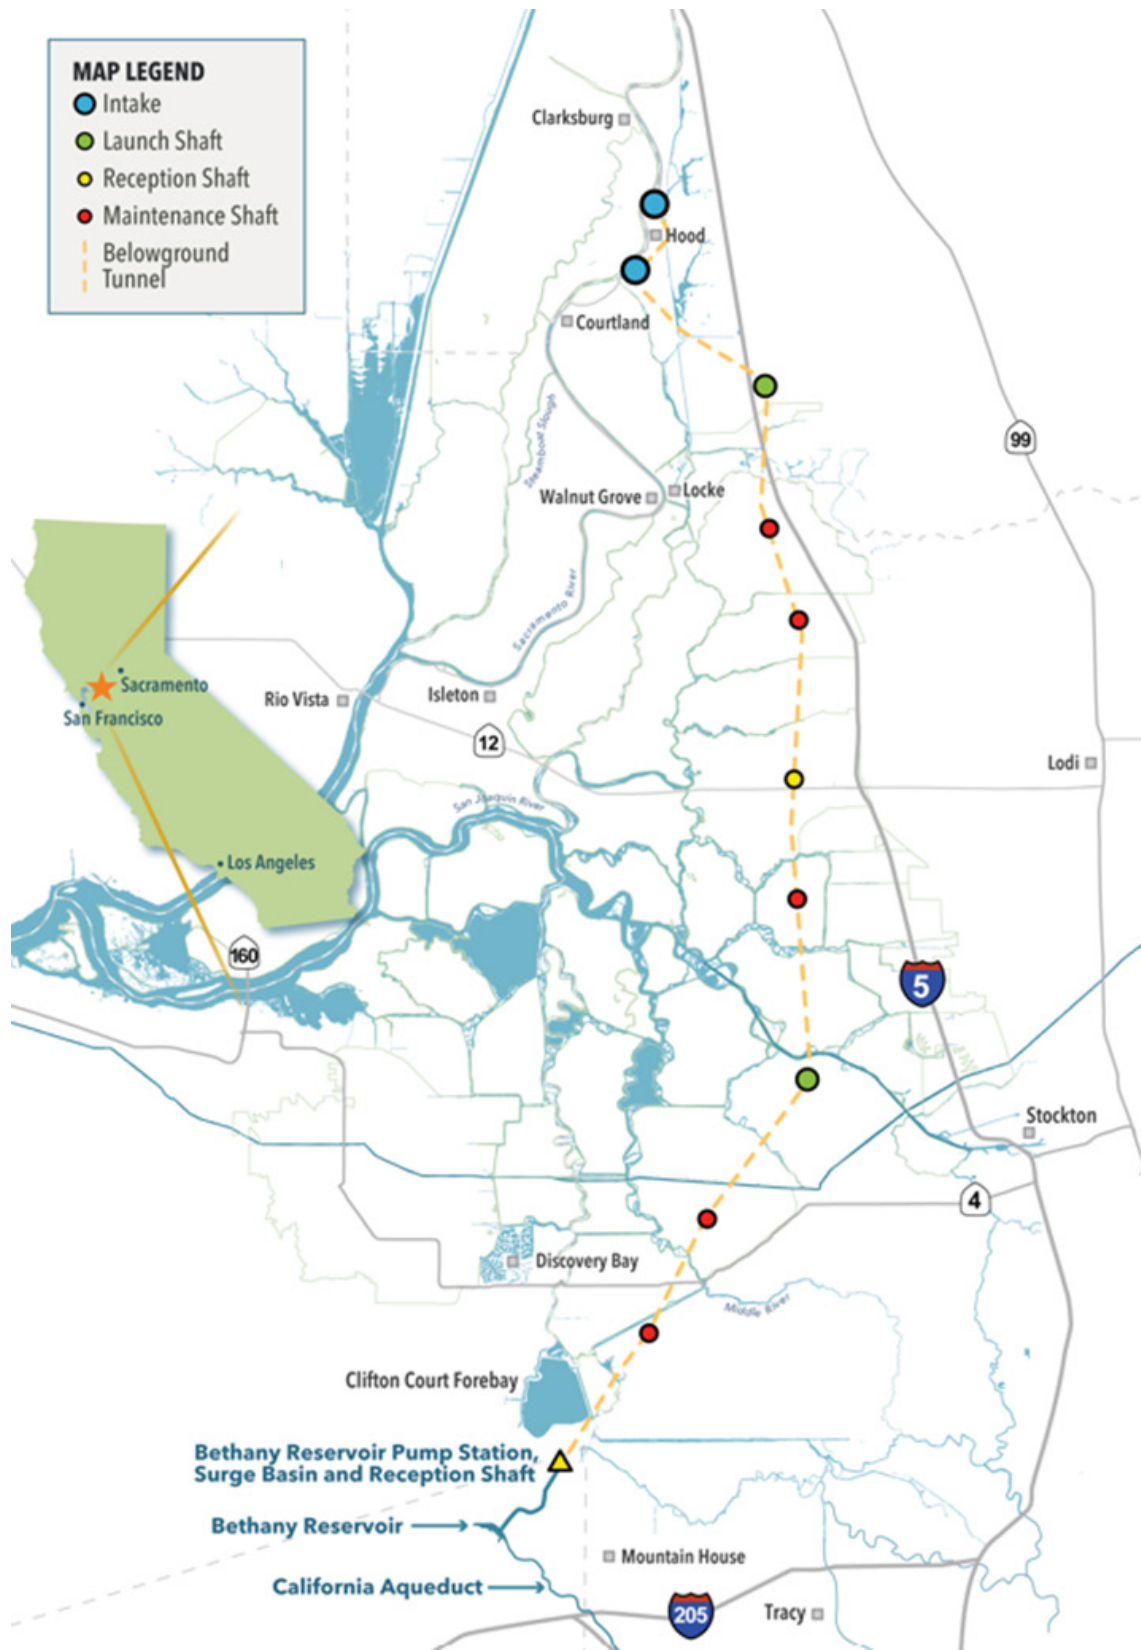 MAP LEGEND
Intake
Launch Shaft
Reception Shaft
Maintenance Shaft
Belowground
Tunnel
Clarksburg
Hood
Courtland
Steamboat Slough
99
Walnut Grove
Locke
Sacramento River
Sacramento
San Francisco
Rio Vista
Isleton
12
Lodi
San Joaquin River
Los Angeles
160
5
Stockton
4
Discovery Bay
Middle River
Clifton Court Forebay
Bethany Reservoir Pump Station,
Surge Basin and Reception Shaft
Bethany Reservoir
Mountain House
California Aqueduct
205
Tracy